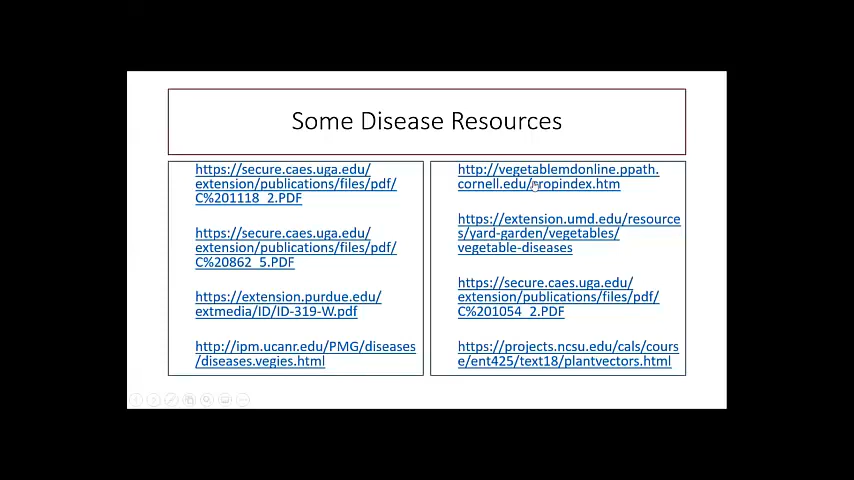 Some Disease Resources
https://secure.caes.uga.edu/
extension/publications/files/pdf/
C%201118_2.PDF
https://secure.caes.uga.edu/
extension/publications/files/pdf/
C%20862_5.PDF
https://extension.purdue.edu/
extmedia/ID/ID-319-W.pdf
http://ipm.ucanr.edu/PMG/diseases
/diseases.vegies.html
http://vegetablemdonline.ppath.
cornell.edu/ropindex.htm
https://extension.umd.edu/resource
s/yard-garden/vegetables/
vegetable-diseases
https://secure.caes.uga.edu/
extension/publications/files/pdf/
C%201054_2.PDF
https://projects.ncsu.edu/cals/cours
e/ent425/text18/plantvectors.html